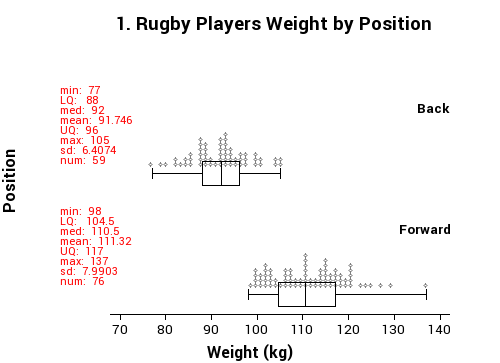 1. Rugby Players Weight by Position
min: 77
LQ: 88
med: 92
mean: 91.746
UQ: 96
max: 105
sd: 6.4074
num: 59
Back
Position
min: 98
LQ: 104.5
med: 110.5
mean: 111.32
UQ: 117
max: 137
sd: 7.9903
num: 76
Forward
70 80 90 100 110 120 130 140
Weight (kg)